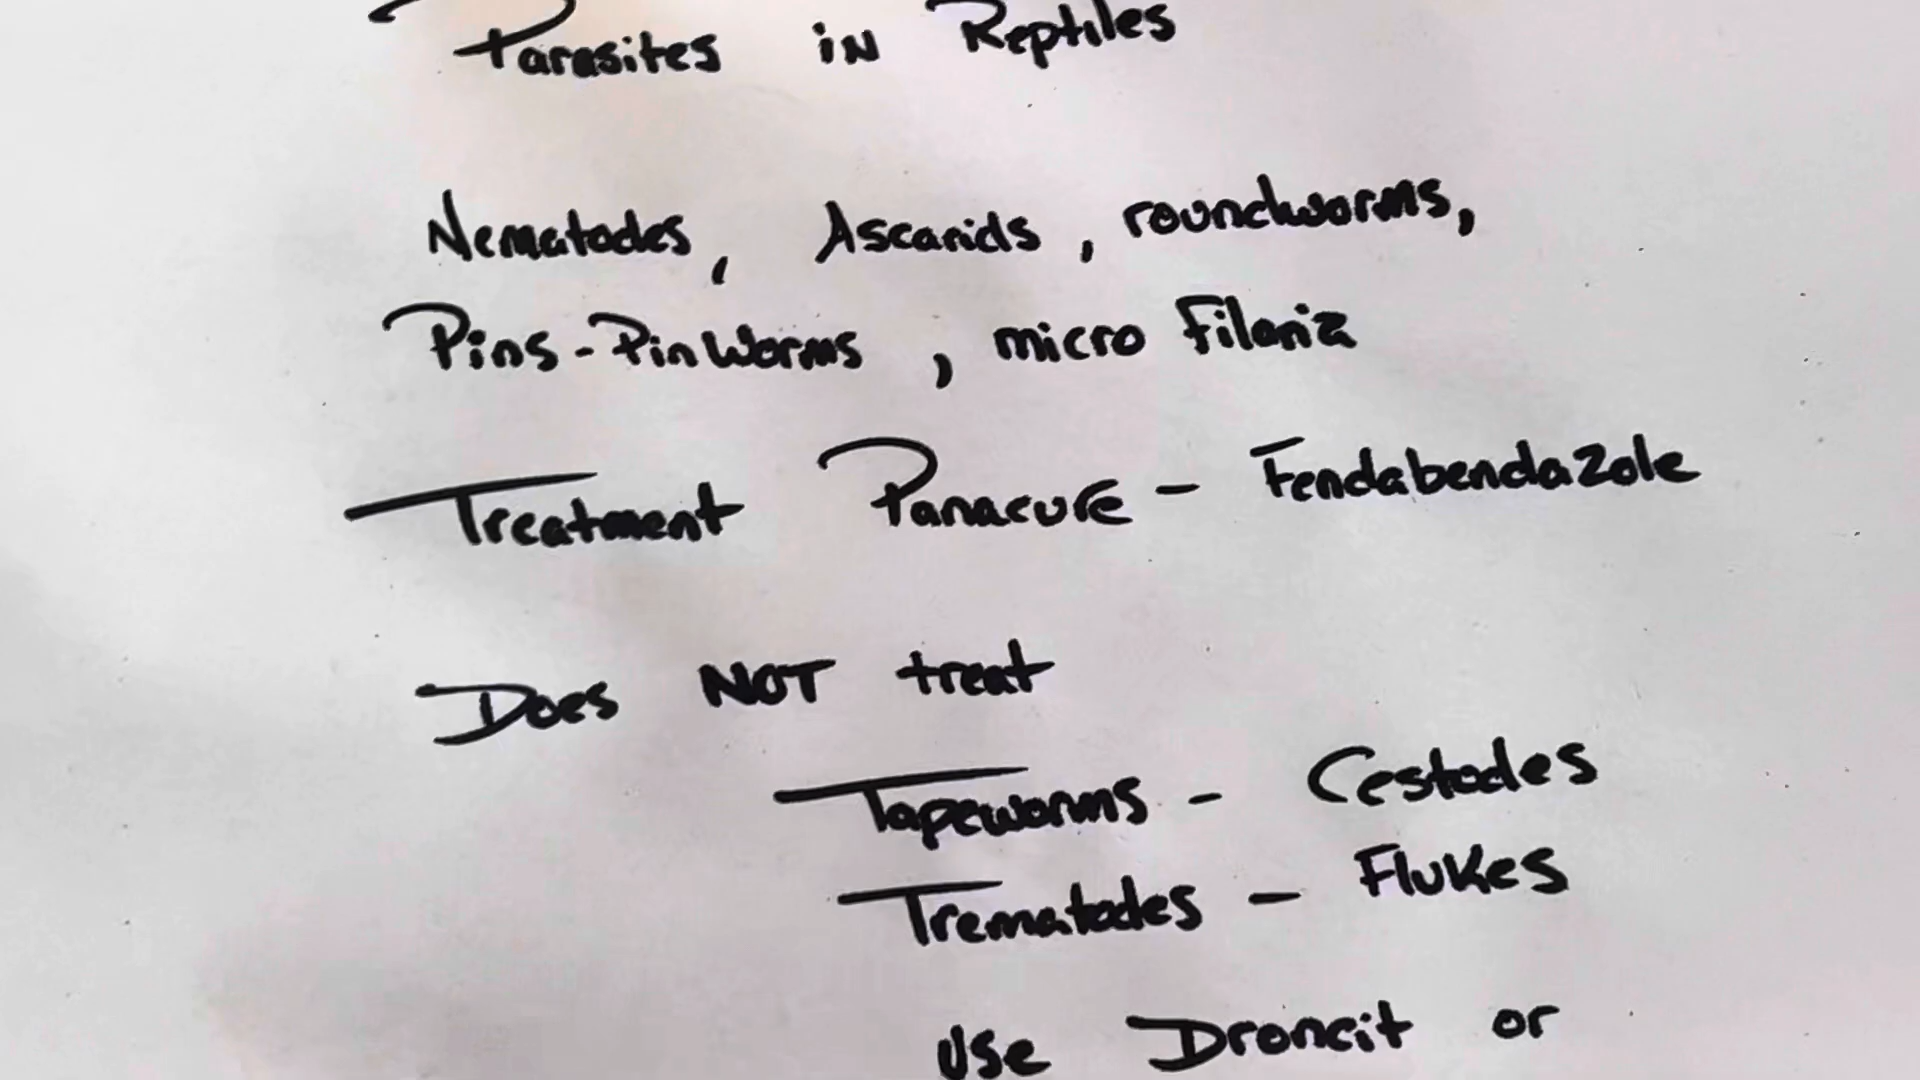 Parasites in Reptiles
Nematodes, Ascarids, roundworms,
Pins-Pinworms, micro filaria
Treatment Panacure - Fendabendazole
Does NOT treat
Tapeworms - Cestodes
Trematodes - Flukes
use Droncit or